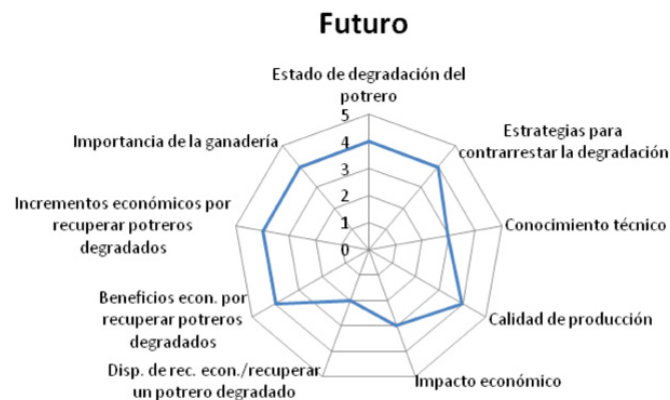 Futuro
Estado de degradación del
potrero
Estrategias para
contrarrestar la degradación
Conocimiento técnico
Calidad de producción
Impacto económico
Disp. de rec. econ./recuperar
un potrero degradado
Beneficios econ. por
recuperar potreros
degradados
Incrementos económicos por
recuperar potreros
degradados
Importancia de la ganadería
5
4
3
2
1
0